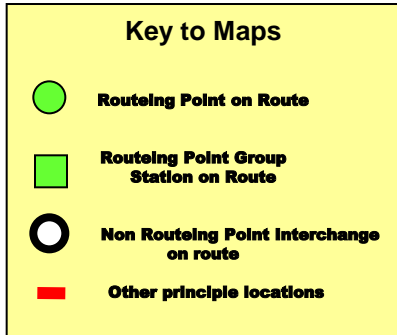 Key to Maps
Routeing Point on Route
Routeing Point Group
Station on Route
Non Routeing Point Interchange
on route
Other principle locations